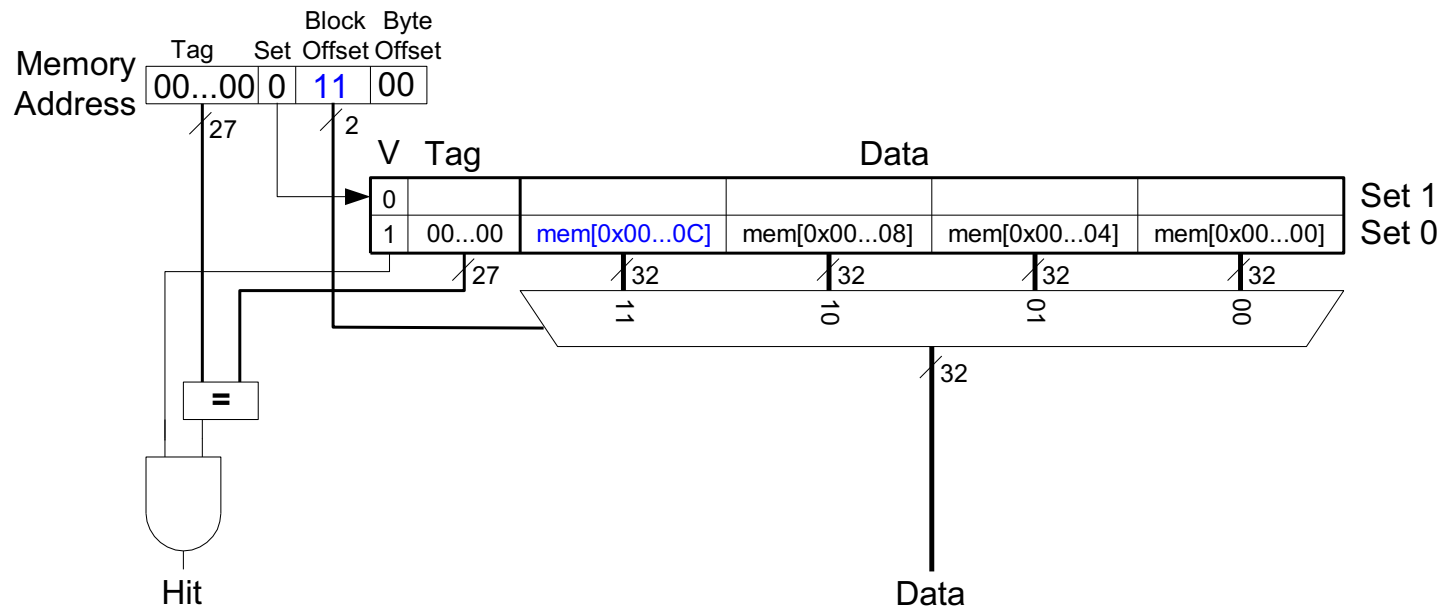 Block Byte
Tag Set Offset Offset
Memory
Address
00...00 0 11 00
27 2
V Tag Data
0 Set 1
1 00...00 mem[0x00...0C] mem[0x00...08] mem[0x00...04] mem[0x00...00] Set 0
27 32 32 32 32
11 10 01 00
32
=
Hit Data